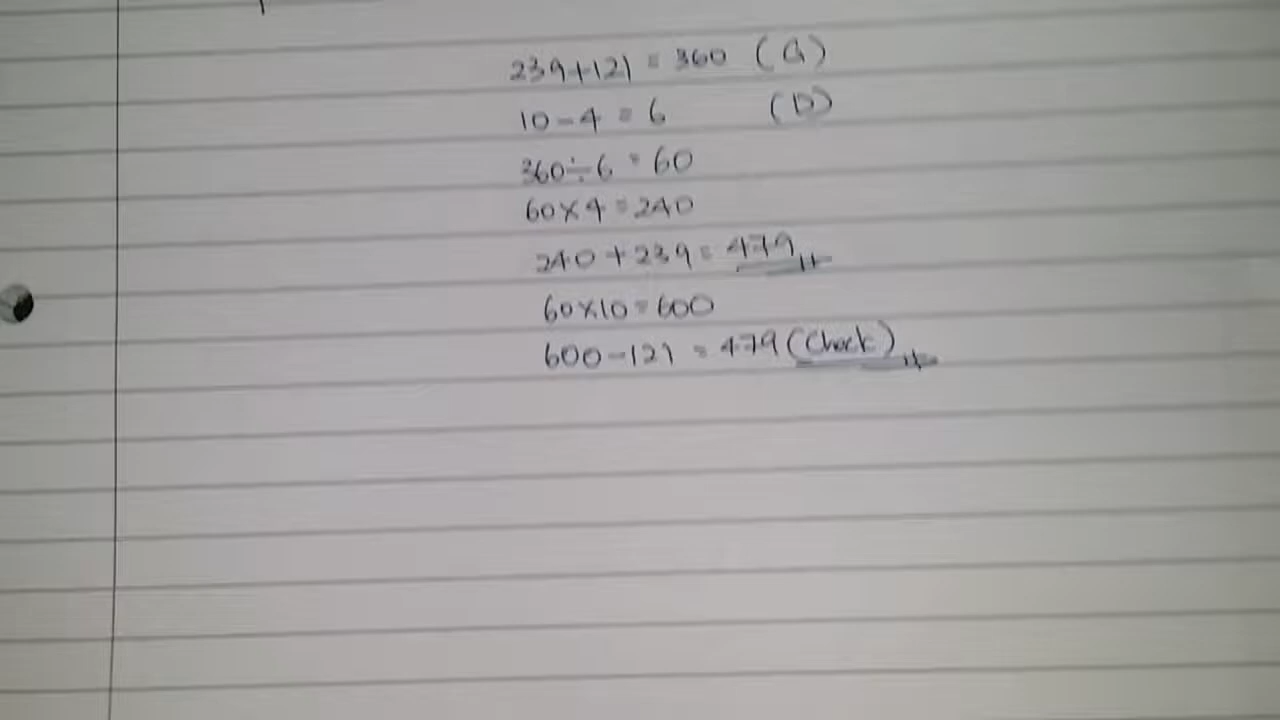 239+121 = 360 (G)
10-4 = 6 (D)
360÷6 = 60
60×4 = 240
240+239 = 479
60×10 = 600
600-121 = 479 (Check)